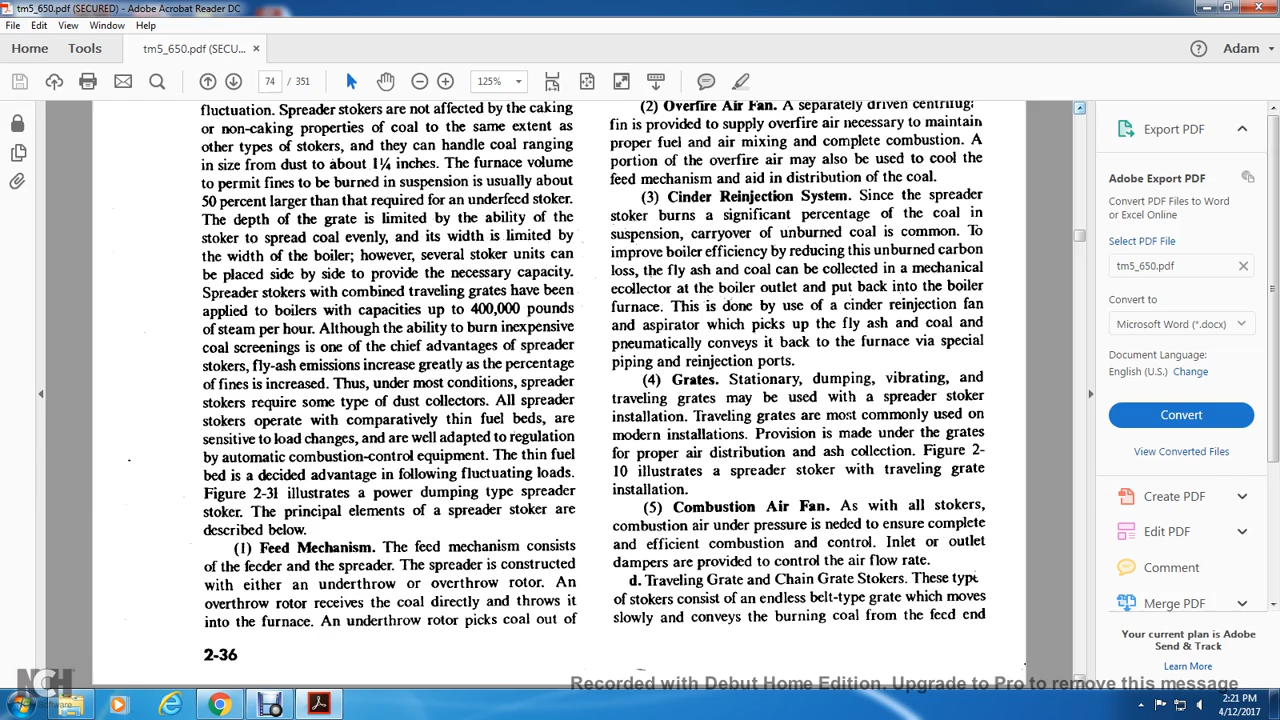 tm5_650.pdf (SECURED) - Adobe Acrobat Reader DC
File Edit View Window Help
Home Tools tm5_650.pdf (SECU... × Adam
74 / 351 125%
fluctuation. Spreader stokers are not affected by the caking
or non-caking properties of coal to the same extent as
other types of stokers, and they can handle coal ranging
in size from dust to about 1¼ inches. The furnace volume
to permit fines to be burned in suspension is usually about
50 percent larger than that required for an underfeed stoker.
The depth of the grate is limited by the ability of the
stoker to spread coal evenly, and its width is limited by
the width of the boiler; however, several stoker units can
be placed side by side to provide the necessary capacity.
Spreader stokers with combined traveling grates have been
applied to boilers with capacities up to 400,000 pounds
of steam per hour. Although the ability to burn inexpensive
coal screenings is one of the chief advantages of spreader
stokers, fly-ash emissions increase greatly as the percentage
of fines is increased. Thus, under most conditions, spreader
stokers require some type of dust collectors. All spreader
stokers operate with comparatively thin fuel beds, are
sensitive to load changes, and are well adapted to regulation
by automatic combustion-control equipment. The thin fuel
bed is a decided advantage in following fluctuating loads.
Figure 2-31 illustrates a power dumping type spreader
stoker. The principal elements of a spreader stoker are
described below.
(1) Feed Mechanism. The feed mechanism consists
of the feeder and the spreader. The spreader is constructed
with either an underthrow or overthrow rotor. An
overthrow rotor receives the coal directly and throws it
into the furnace. An underthrow rotor picks coal out of
2-36
(2) Overfire Air Fan. A separately driven centrifug
fin is provided to supply overfire air necessary to maintain
proper fuel and air mixing and complete combustion. A
portion of the overfire air may also be used to cool the
feed mechanism and aid in distribution of the coal.
(3) Cinder Reinjection System. Since the spreader
stoker burns a significant percentage of the coal in
suspension, carryover of unburned coal is common. To
improve boiler efficiency by reducing this unburned carbon
loss, the fly ash and coal can be collected in a mechanical
ecollector at the boiler outlet and put back into the boiler
furnace. This is done by use of a cinder reinjection fan
and aspirator which picks up the fly ash and coal and
pneumatically conveys it back to the furnace via special
piping and reinjection ports.
(4) Grates. Stationary, dumping, vibrating, and
traveling grates may be used with a spreader stoker
installation. Traveling grates are most commonly used on
modern installations. Provision is made under the grates
for proper air distribution and ash collection. Figure 2-
10 illustrates a spreader stoker with traveling grate
installation.
(5) Combustion Air Fan. As with all stokers,
combustion air under pressure is neded to ensure complete
and efficient combustion and control. Inlet or outlet
dampers are provided to control the air flow rate.
d. Traveling Grate and Chain Grate Stokers. These type
of stokers consist of an endless belt-type grate which moves
slowly and conveys the burning coal from the feed end
Export PDF
Adobe Export PDF
Convert PDF Files to Word
or Excel Online
Select PDF File
tm5_650.pdf
Convert to
Microsoft Word (*.docx)
Document Language:
English (U.S.) Change
Convert
View Converted Files
Create PDF
Edit PDF
Comment
Merge PDF
Your current plan is Adobe
Send & Track
Learn More
Recorded with Debut Home Edition. Upgrade to Pro to remove this message
NCH
Software
2:21 PM
4/12/2017